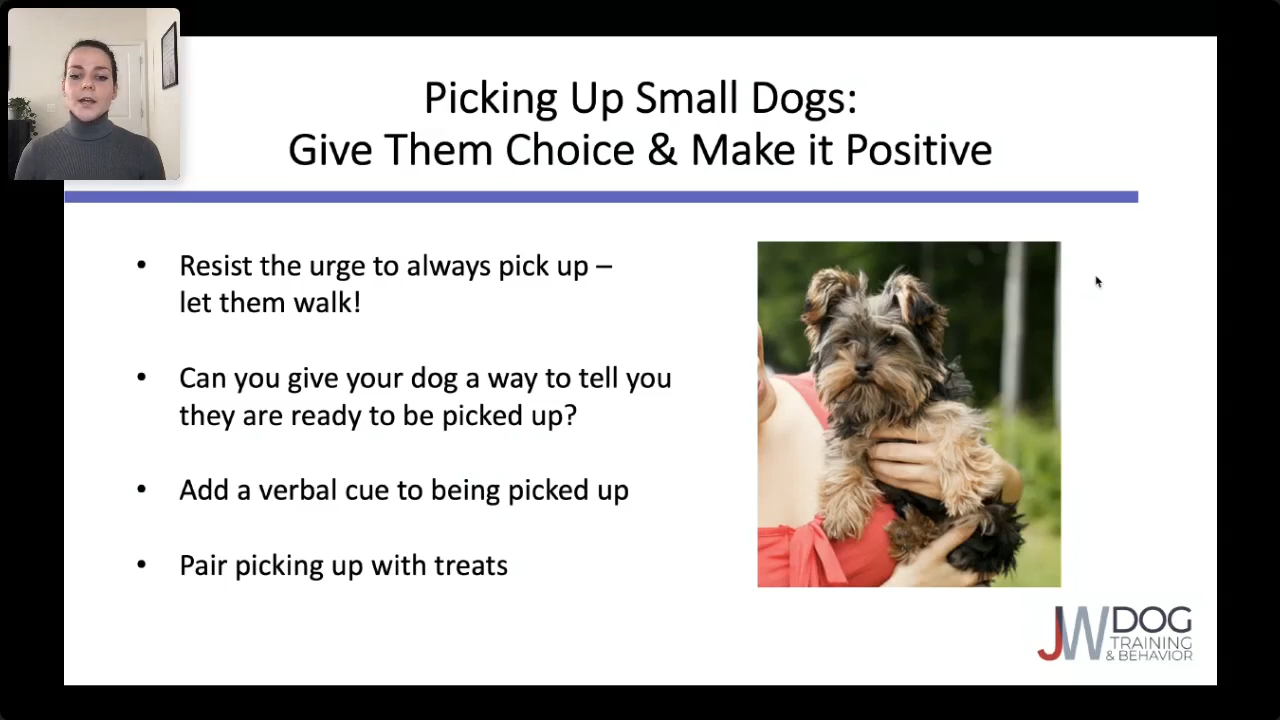 Picking Up Small Dogs:
Give Them Choice & Make it Positive
• Resist the urge to always pick up –
let them walk!
• Can you give your dog a way to tell you
they are ready to be picked up?
• Add a verbal cue to being picked up
• Pair picking up with treats
JW DOG
TRAINING
& BEHAVIOR